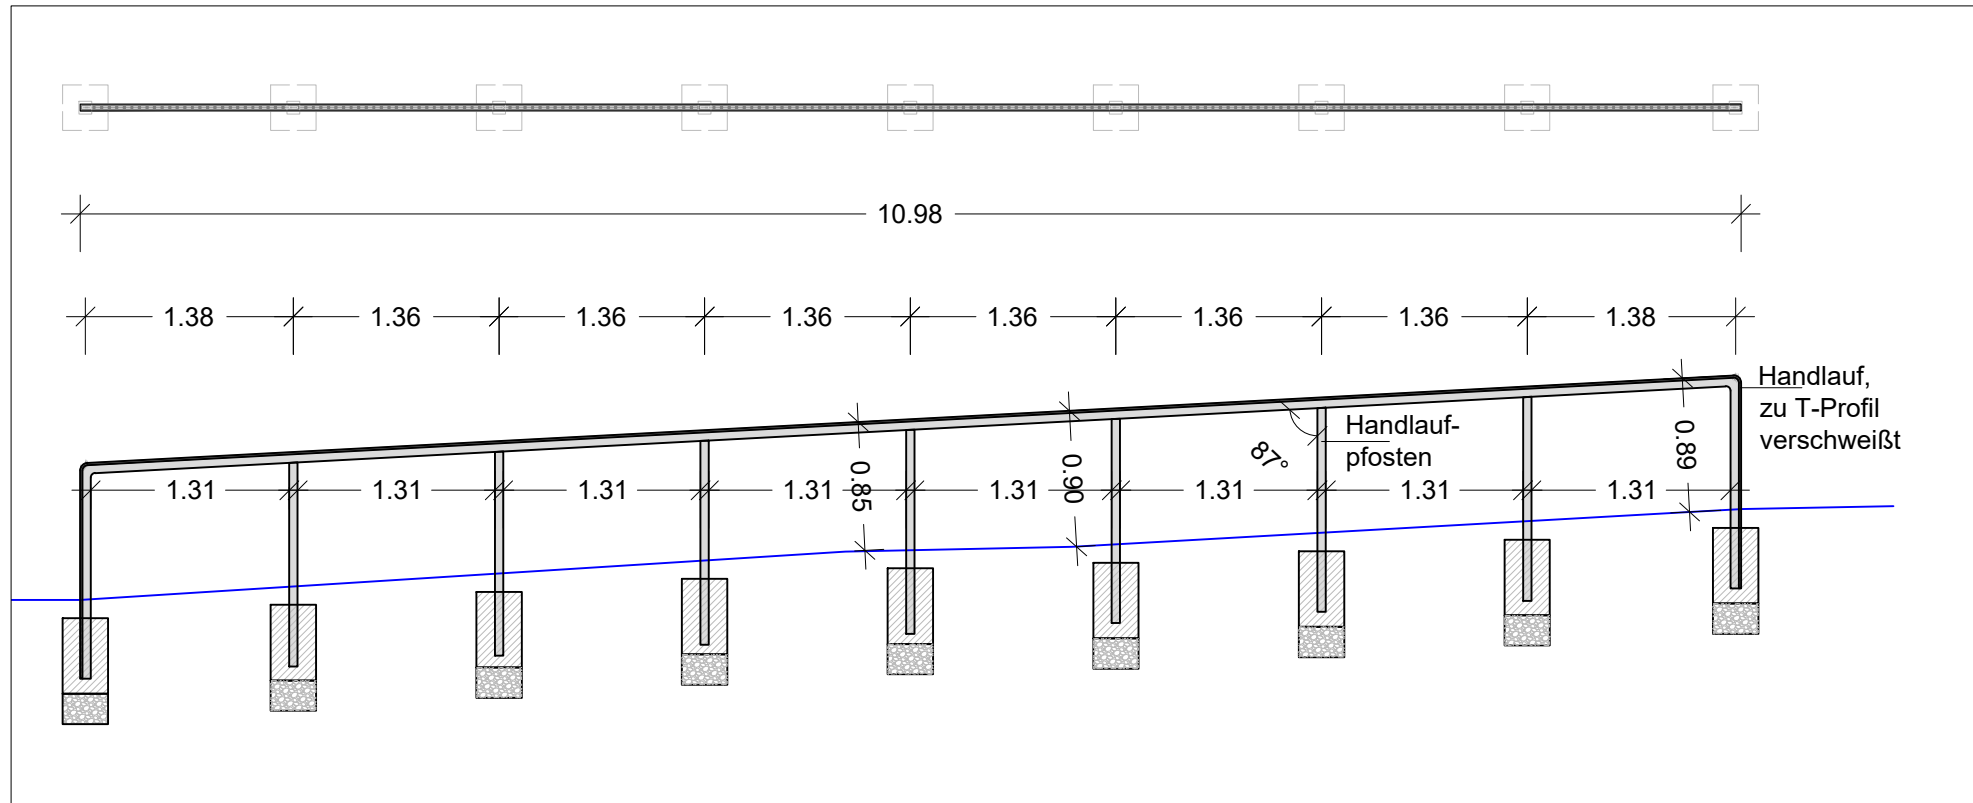 10.98
1.38 1.36 1.36 1.36 1.36 1.36 1.36 1.38
Handlauf,
zu T-Profil
verschweißt
Handlauf-
pfosten
87°
0.85
0.90
0.89
1.31 1.31 1.31 1.31 1.31 1.31 1.31 1.31